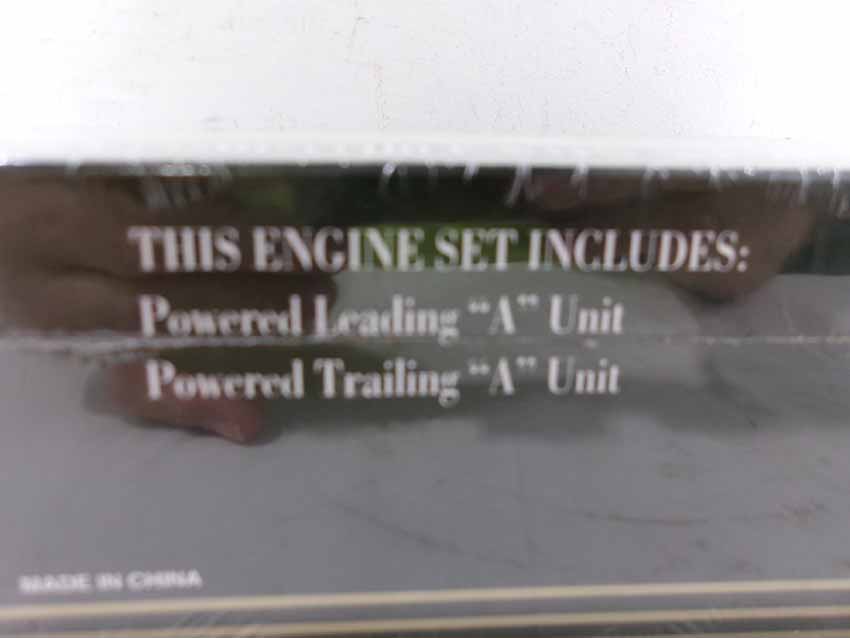 THIS ENGINE SET INCLUDES:
Powered Leading “A” Unit
Powered Trailing “A” Unit
MADE IN CHINA